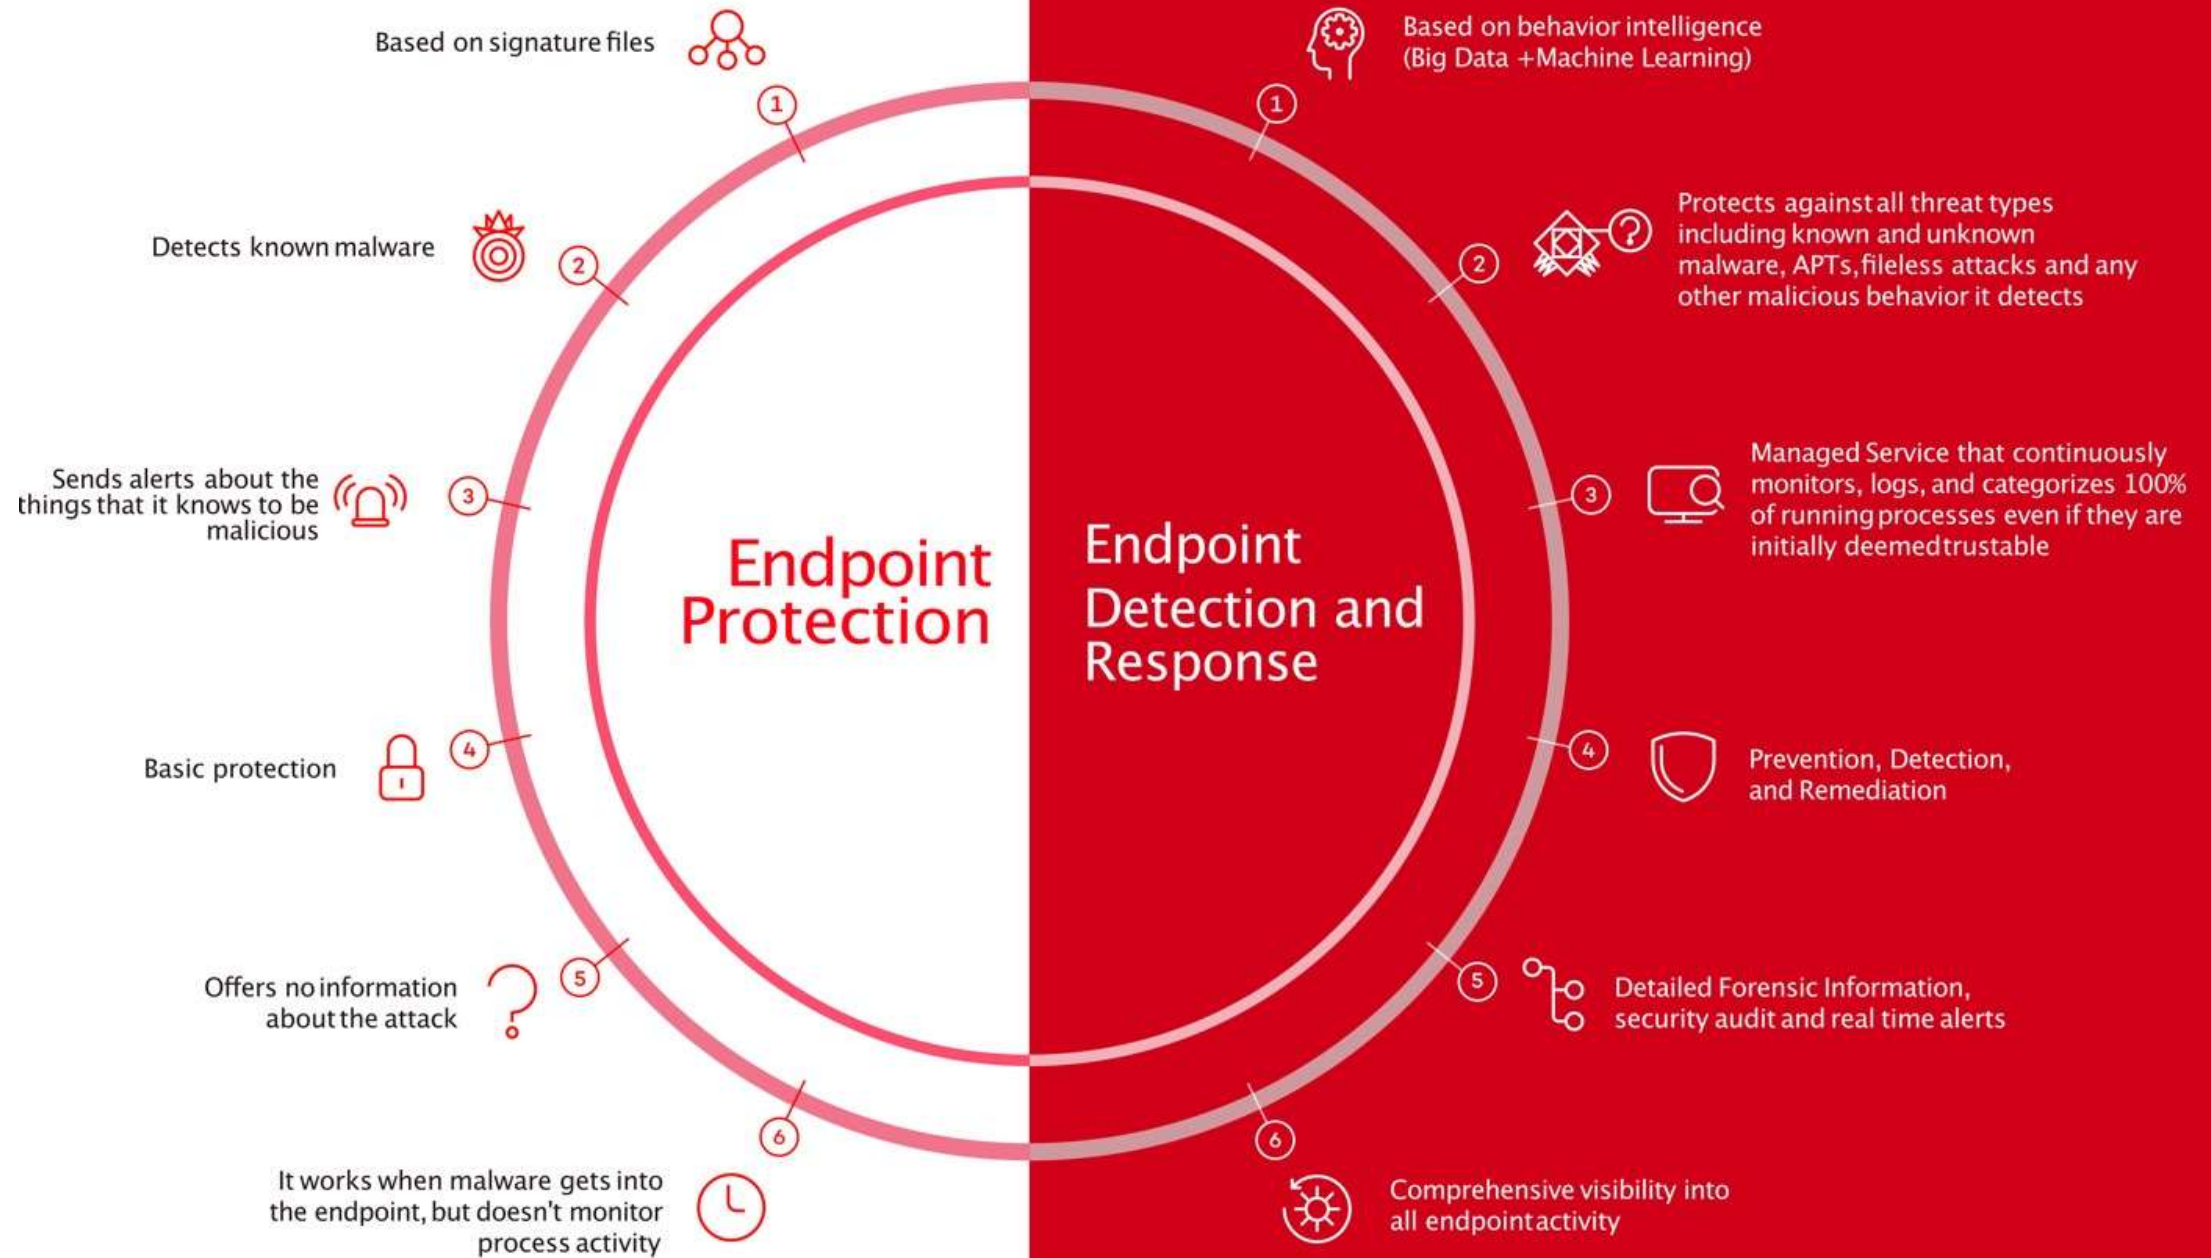 Based on signature files
1
Detects known malware
2
Sends alerts about the
things that it knows to be
malicious
3
Basic protection
4
Offers no information
about the attack
5
It works when malware gets into
the endpoint, but doesn't monitor
process activity
6
Endpoint
Protection
Endpoint
Detection and
Response
Based on behavior intelligence
(Big Data +Machine Learning)
1
Protects against all threat types
including known and unknown
malware, APTs, fileless attacks and any
other malicious behavior it detects
2
?
Managed Service that continuously
monitors, logs, and categorizes 100%
of running processes even if they are
initially deemed trustable
3
Prevention, Detection,
and Remediation
4
Detailed Forensic Information,
security audit and real time alerts
5
Comprehensive visibility into
all endpoint activity
6